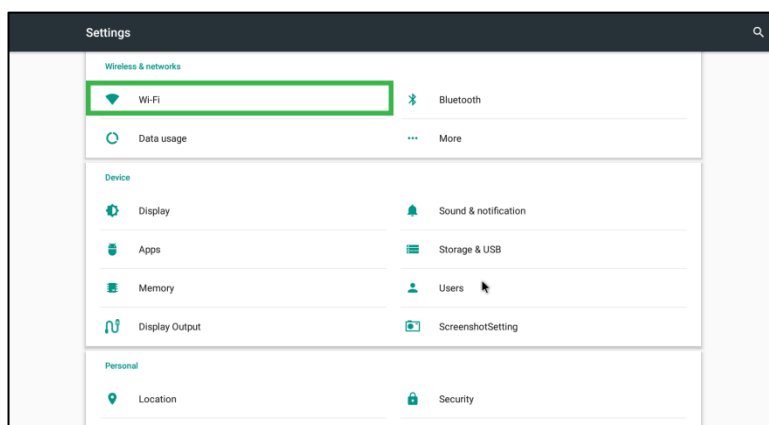 Settings
Wireless & networks
Wi-Fi
Bluetooth
Data usage
More
Device
Display
Sound & notification
Apps
Storage & USB
Memory
Users
Display Output
ScreenshotSetting
Personal
Location
Security